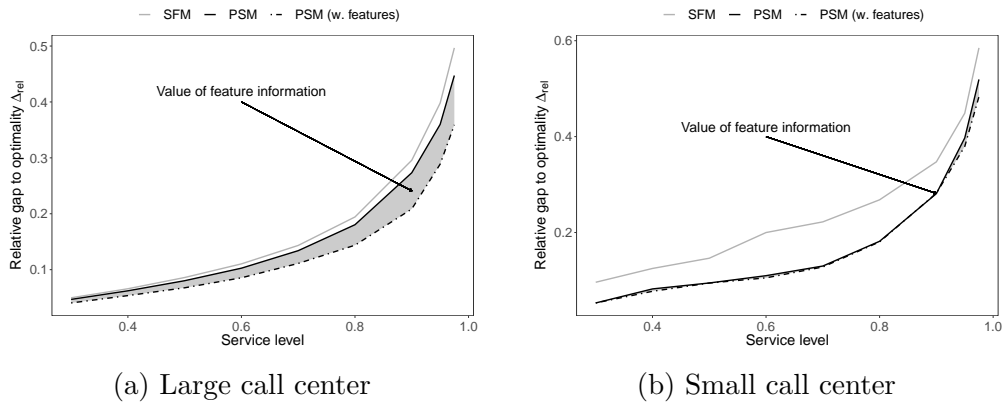 SFM PSM PSM (w. features)
Relative gap to optimality Δrel
0.5
0.4
0.3
0.2
0.1
Value of feature information
0.4 0.6 0.8 1.0
Service level
(a) Large call center
SFM PSM PSM (w. features)
Relative gap to optimality Δrel
0.6
0.4
0.2
Value of feature information
0.4 0.6 0.8 1.0
Service level
(b) Small call center